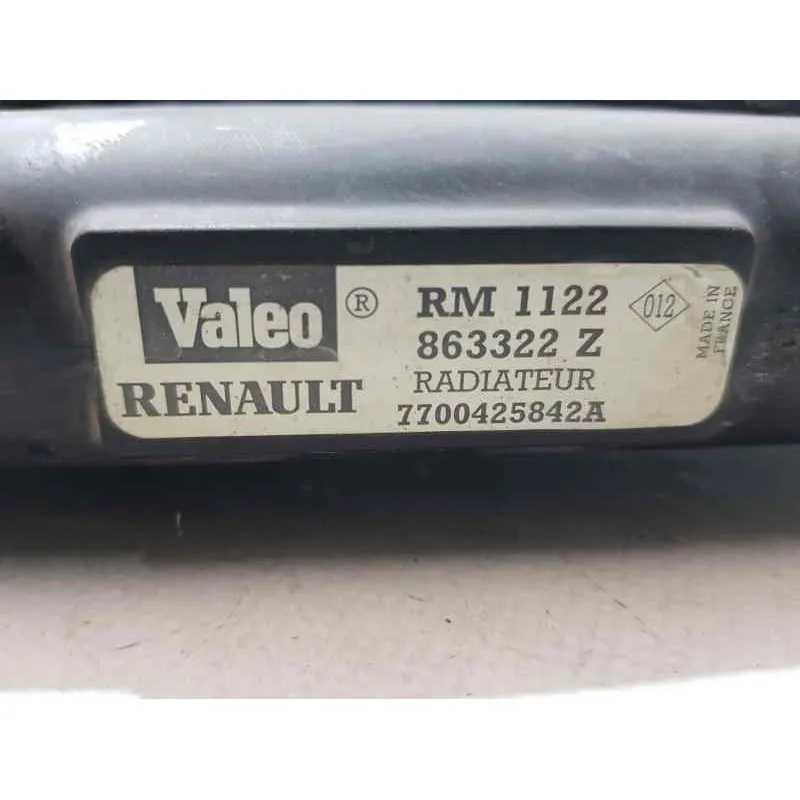 Valeo ® RM 1122
863322 Z
RENAULT RADIATEUR
7700425842A
012
MADE IN
FRANCE